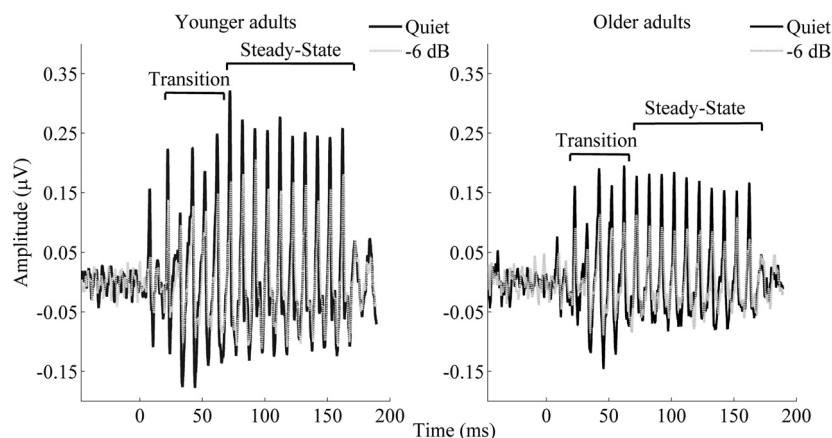 Younger adults
Quiet
-6 dB
Older adults
Quiet
-6 dB
Steady-State
Transition
Steady-State
Transition
Amplitude (µV)
0.35
0.25
0.15
0.05
-0.05
-0.15
0.35
0.25
0.15
0.05
-0.05
-0.15
0
50
100
150
200
0
50
100
150
200
Time (ms)